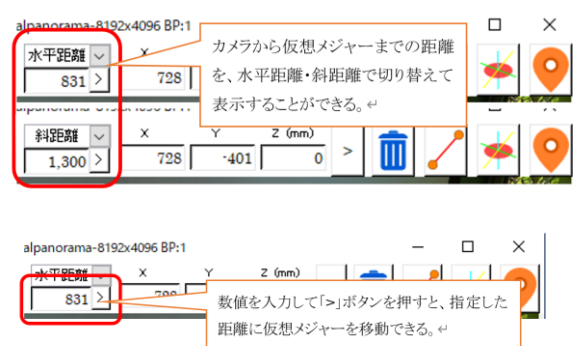 alpanorama-8192x4096 BP:1
水平距離 X
831 > 728
カメラから仮想メジャーまでの距離
を、水平距離・斜距離で切り替えて
表示することができる。↵
斜距離 X Y Z (mm)
1,300 > 728 -401 0 >
alpanorama-8192x4096 BP:1
水平距離 X Y Z (mm)
831 >
数値を入力して「>」ボタンを押すと、指定した
距離に仮想メジャーを移動できる。↵